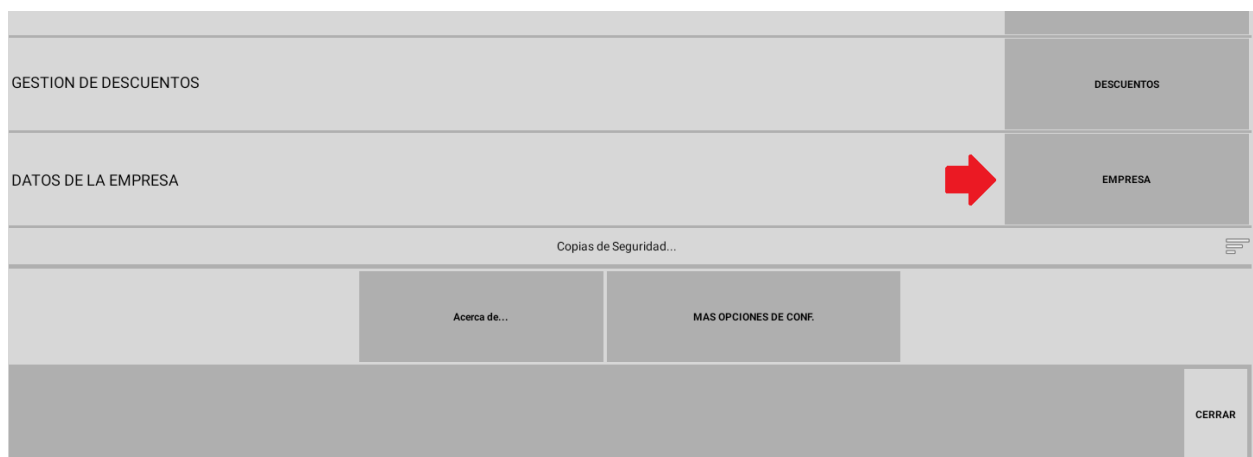 GESTION DE DESCUENTOS
DESCUENTOS
DATOS DE LA EMPRESA
EMPRESA
Copias de Seguridad...
Acerca de...
MAS OPCIONES DE CONF.
CERRAR